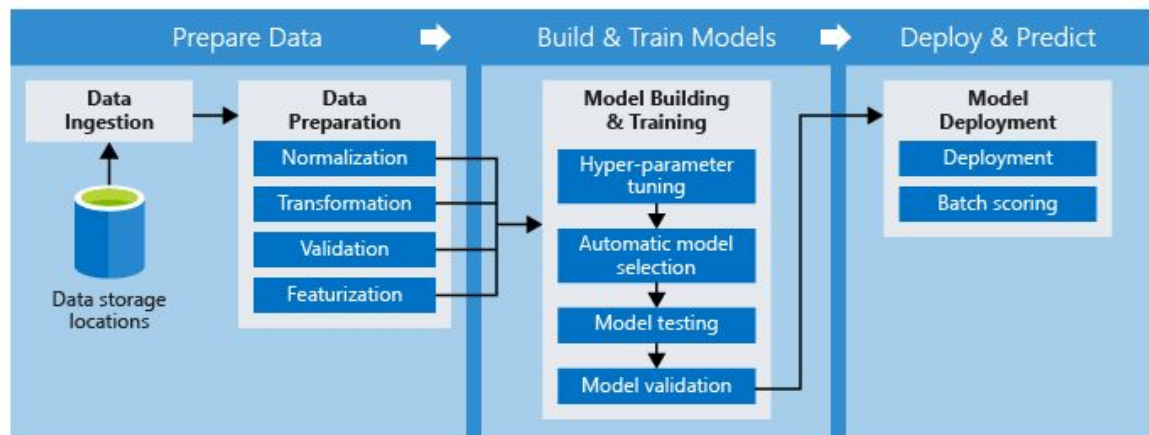 Prepare Data
Build & Train Models
Deploy & Predict
Data
Ingestion
Data storage
locations
Data
Preparation
Normalization
Transformation
Validation
Featurization
Model Building
& Training
Hyper-parameter
tuning
Automatic model
selection
Model testing
Model validation
Model
Deployment
Deployment
Batch scoring